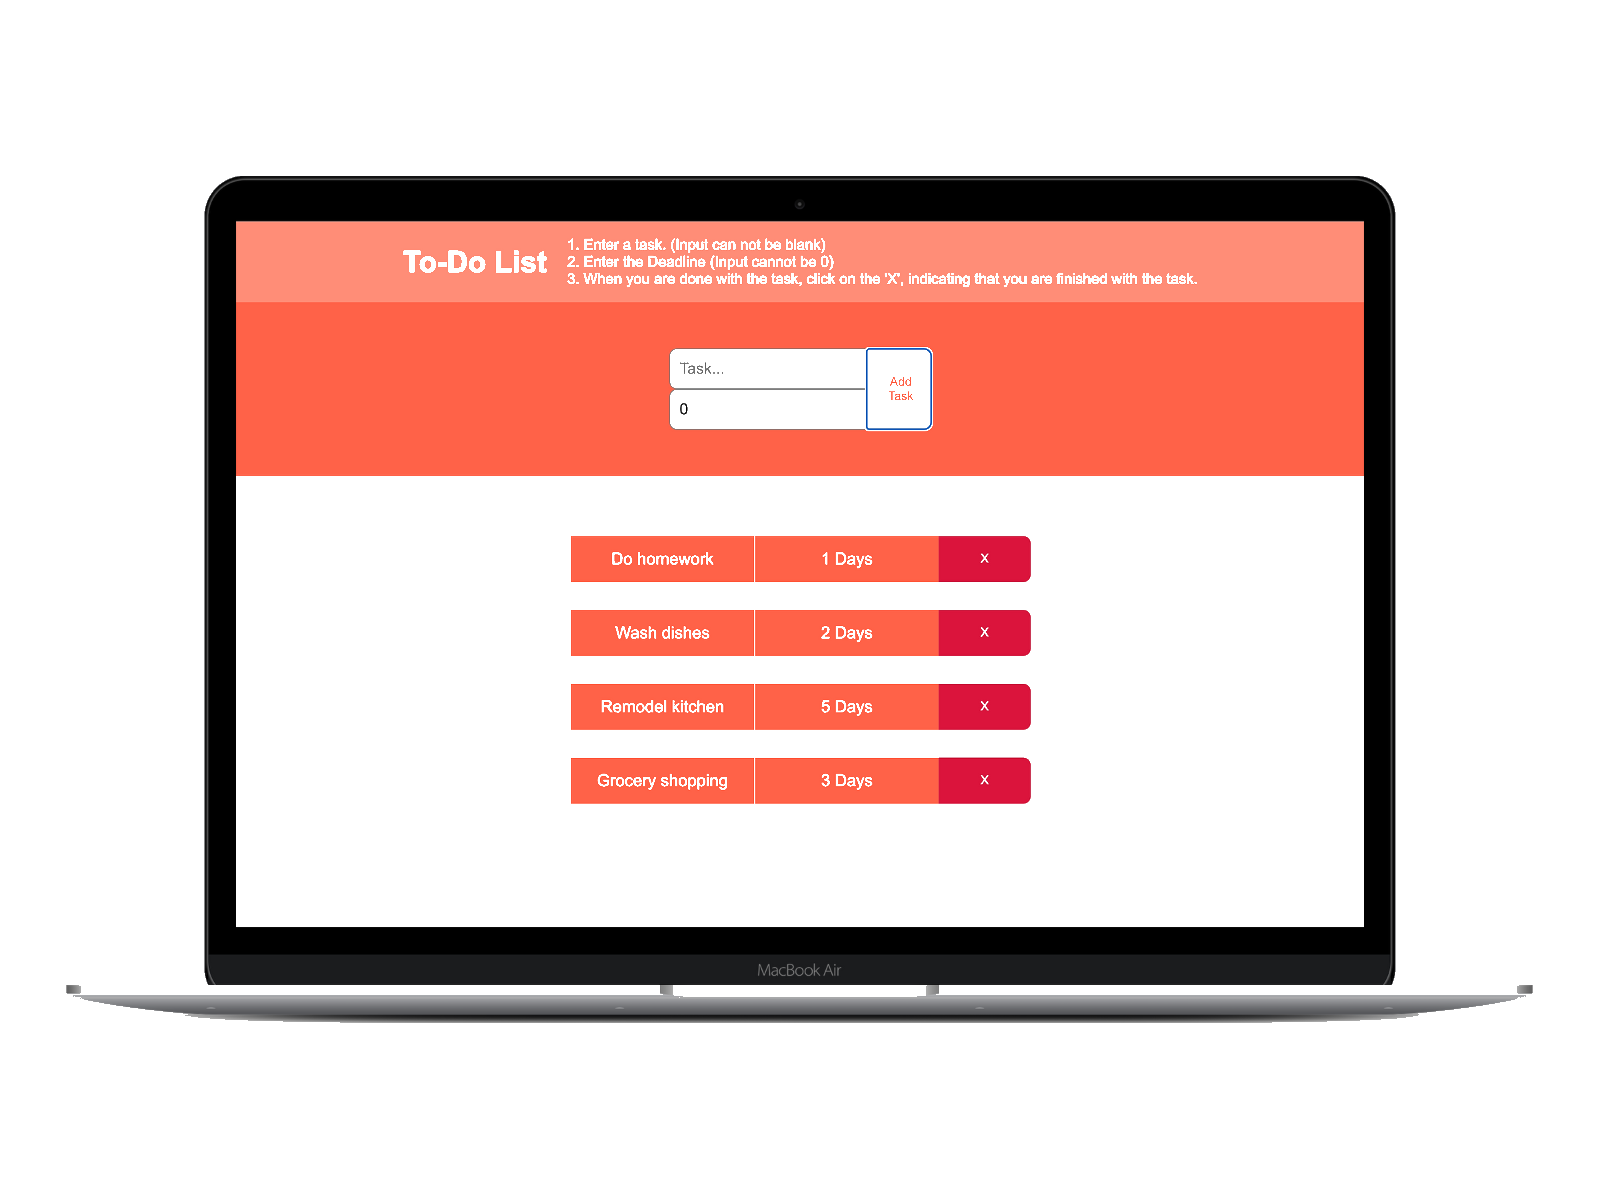 To-Do List
1. Enter a task. (Input can not be blank)
2. Enter the Deadline (Input cannot be 0)
3. When you are done with the task, click on the 'X', indicating that you are finished with the task.
Task...
0
Add
Task
Do homework 1 Days X
Wash dishes 2 Days X
Remodel kitchen 5 Days X
Grocery shopping 3 Days X
MacBook Air